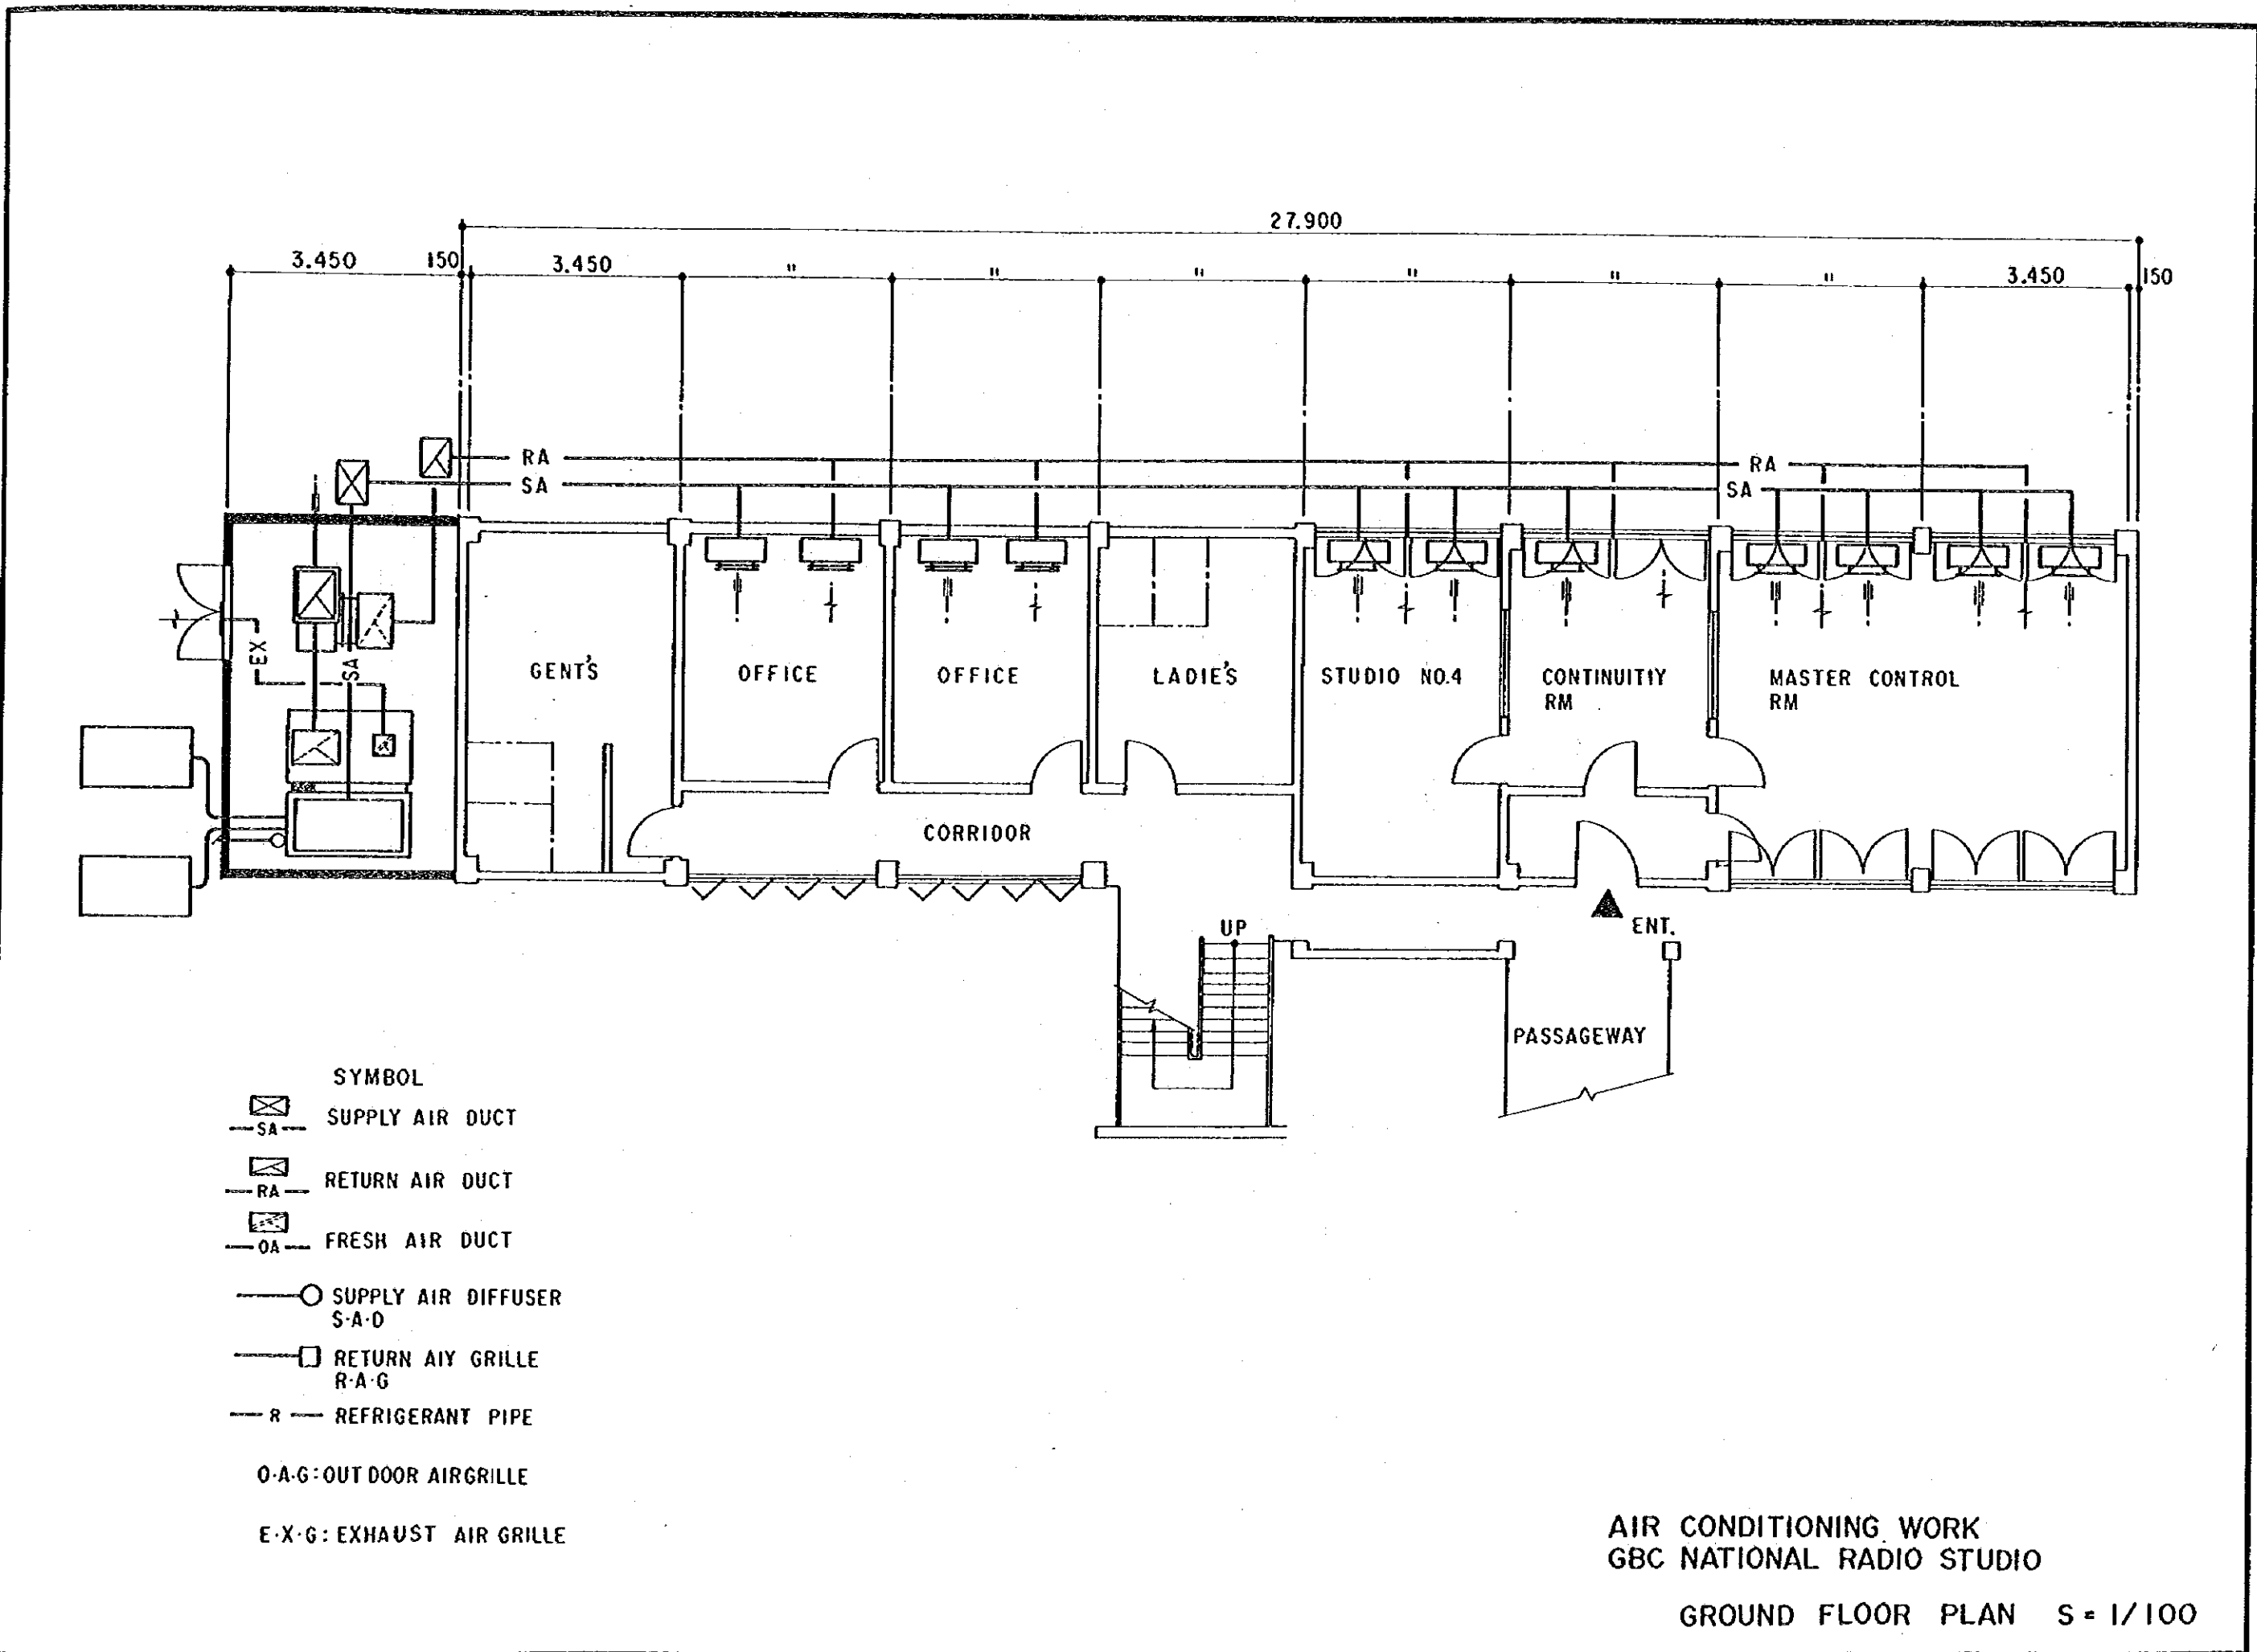 27.900
3.450 150 3.450 " " " " " " 3.450 150
RA RA
SA SA
EX
SA
GENT'S OFFICE OFFICE LADIE'S STUDIO NO.4 CONTINUITIY MASTER CONTROL
RM RM
CORRIDOR
UP
ENT.
PASSAGEWAY
SYMBOL
SUPPLY AIR DUCT
SA
RETURN AIR DUCT
RA
FRESH AIR DUCT
OA
SUPPLY AIR DIFFUSER
S·A·D
RETURN AIY GRILLE
R·A·G
R REFRIGERANT PIPE
O·A·G:OUT DOOR AIRGRILLE
E·X·G:EXHAUST AIR GRILLE
AIR CONDITIONING WORK
GBC NATIONAL RADIO STUDIO
GROUND FLOOR PLAN S=1/100